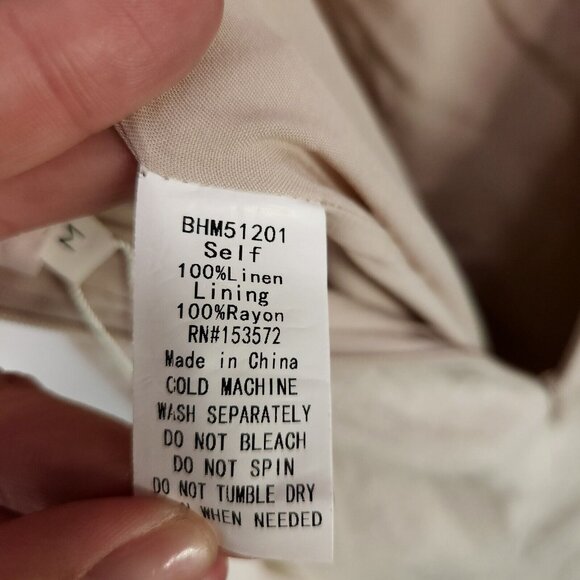 BHM51201
Self
100%Linen
Lining
100%Rayon
RN#153572
Made in China
COLD MACHINE
WASH SEPARATELY
DO NOT BLEACH
DO NOT SPIN
DO NOT TUMBLE DRY
WHEN NEEDED
M